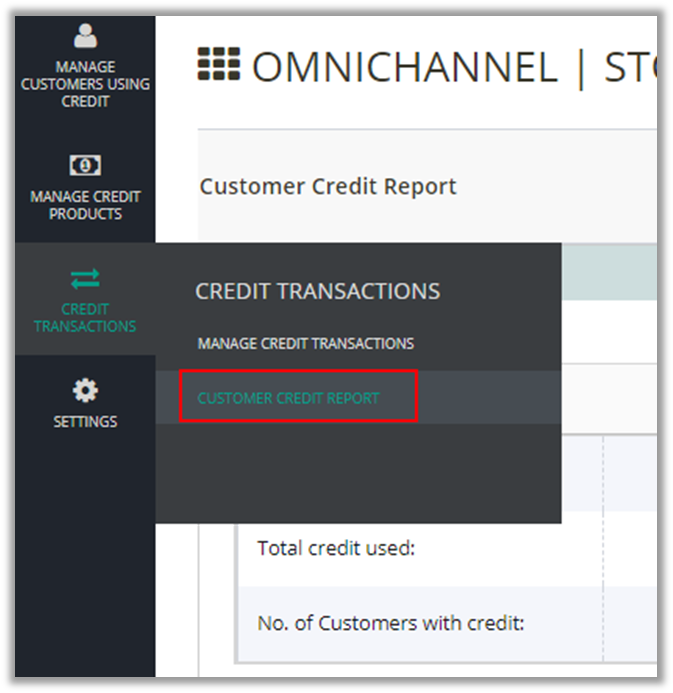 MANAGE
CUSTOMERS USING
CREDIT
MANAGE CREDIT
PRODUCTS
CREDIT
TRANSACTIONS
SETTINGS
OMNICHANNEL |
Customer Credit Report
CREDIT TRANSACTIONS
MANAGE CREDIT TRANSACTIONS
CUSTOMER CREDIT REPORT
Total credit used:
No. of Customers with credit: